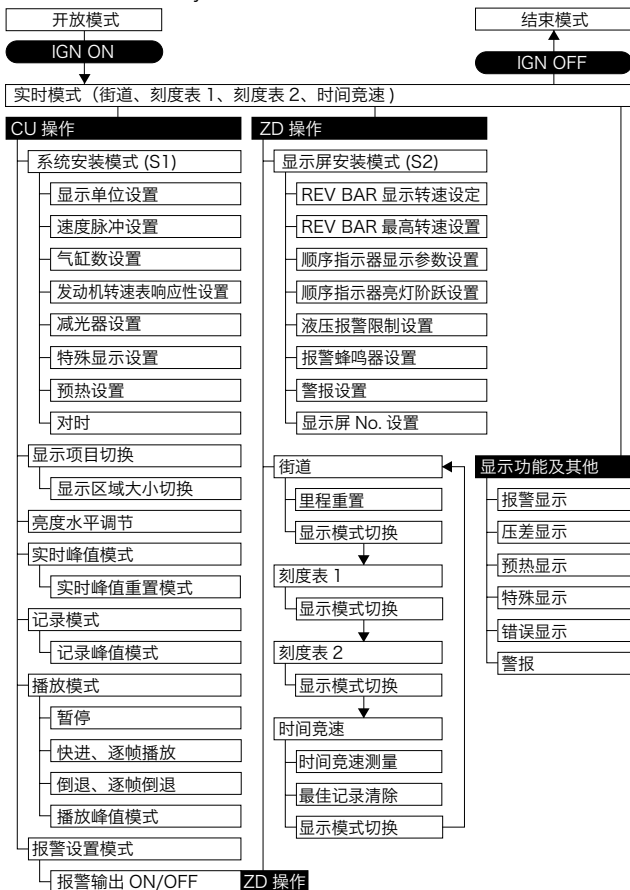 开放模式
结束模式
IGN ON
IGN OFF
实时模式（街道、刻度表 1、刻度表 2、时间竞速 )
CU 操作
系统安装模式 (S1)
显示单位设置
速度脉冲设置
气缸数设置
发动机转速表响应性设置
减光器设置
特殊显示设置
预热设置
对时
显示项目切换
显示区域大小切换
亮度水平调节
实时峰值模式
实时峰值重置模式
记录模式
记录峰值模式
播放模式
暂停
快进、逐帧播放
倒退、逐帧倒退
播放峰值模式
报警设置模式
报警输出 ON/OFF
ZD 操作
显示屏安装模式 (S2)
REV BAR 显示转速设定
REV BAR 最高转速设置
顺序指示器显示参数设置
顺序指示器亮灯阶跃设置
液压报警限制设置
报警蜂鸣器设置
警报设置
显示屏 No. 设置
街道
里程重置
显示模式切换
刻度表 1
显示模式切换
刻度表 2
显示模式切换
时间竞速
时间竞速测量
最佳记录清除
显示模式切换
ZD 操作
显示功能及其他
报警显示
压差显示
预热显示
特殊显示
错误显示
警报